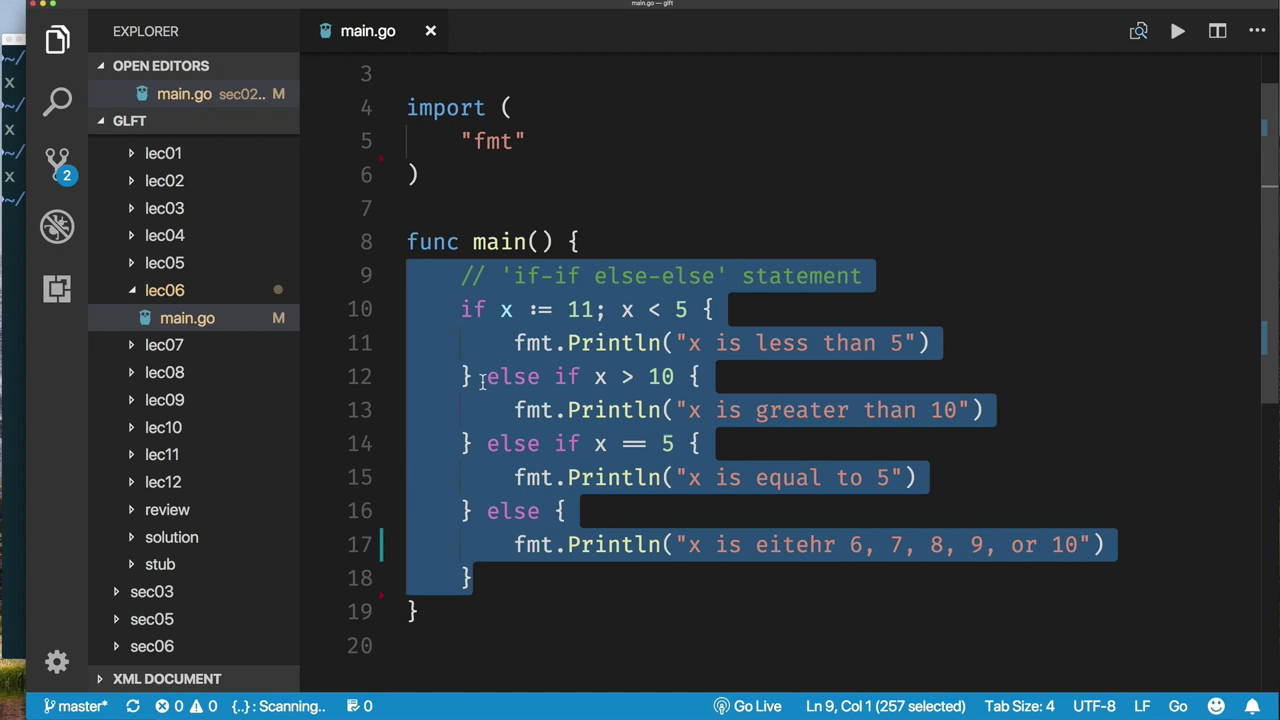 main.go — glft
EXPLORER
OPEN EDITORS
main.go sec02.. M
GLFT
lec01
lec02
lec03
lec04
lec05
lec06
main.go M
lec07
lec08
lec09
lec10
lec11
lec12
review
solution
stub
sec03
sec05
sec06
XML DOCUMENT
2
main.go
3
4 import (
5 "fmt"
6 )
7
8 func main() {
9 // 'if-if else-else' statement
10 if x := 11; x < 5 {
11 fmt.Println("x is less than 5")
12 } else if x > 10 {
13 fmt.Println("x is greater than 10")
14 } else if x == 5 {
15 fmt.Println("x is equal to 5")
16 } else {
17 fmt.Println("x is eitehr 6, 7, 8, 9, or 10")
18 }
19 }
20
master* 0 0 {..} : Scanning.. 0 Go Live Ln 9, Col 1 (257 selected) Tab Size: 4 UTF-8 LF Go
~/
x
~/
x
~/
x
~/